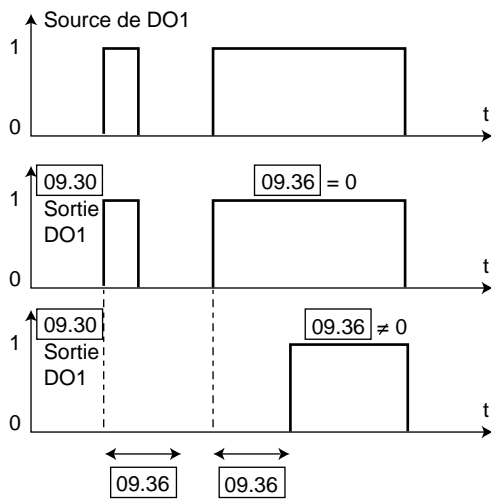 Source de DO1
1
t
0
09.30 09.36 = 0
1 Sortie
DO1
t
0
09.30 09.36 ≠ 0
1 Sortie
DO1
t
0
09.36 09.36